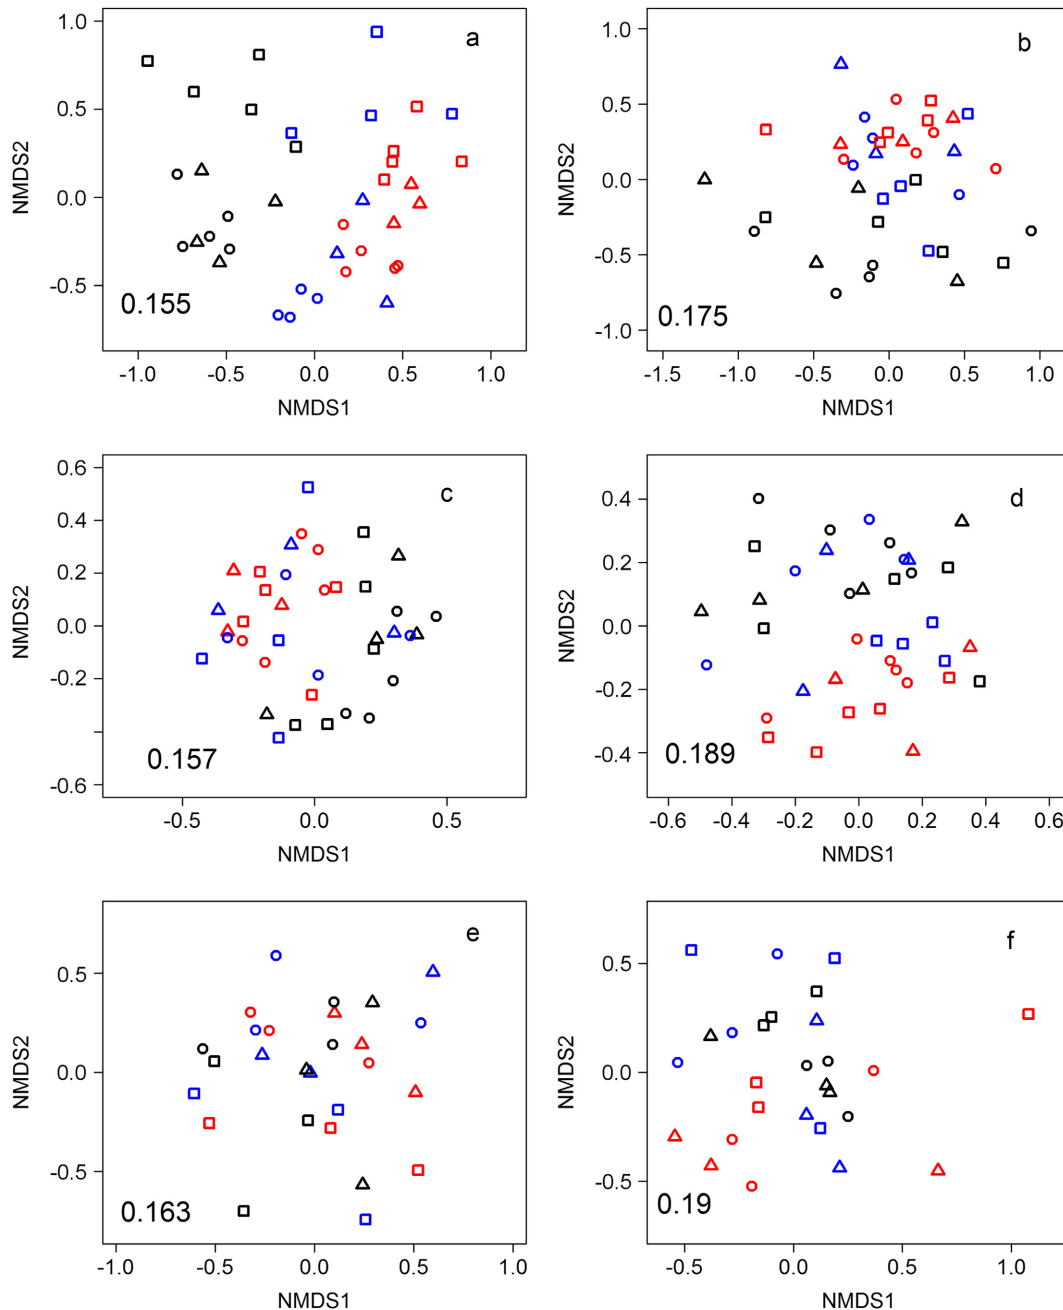 a
1.0
0.5
0.0
-0.5
NMDS2
0.155
-1.0 -0.5 0.0 0.5 1.0
NMDS1
b
1.0
0.5
0.0
-0.5
-1.0
NMDS2
0.175
-1.5 -1.0 -0.5 0.0 0.5 1.0
NMDS1
c
0.6
0.4
0.2
0.0
-0.2
-0.6
NMDS2
0.157
-0.5 0.0 0.5
NMDS1
d
0.4
0.2
0.0
-0.2
-0.4
NMDS2
0.189
-0.6 -0.4 -0.2 0.0 0.2 0.4 0.6
NMDS1
e
0.5
0.0
-0.5
NMDS2
0.163
-1.0 -0.5 0.0 0.5 1.0
NMDS1
f
0.5
0.0
-0.5
NMDS2
0.19
-0.5 0.0 0.5 1.0
NMDS1